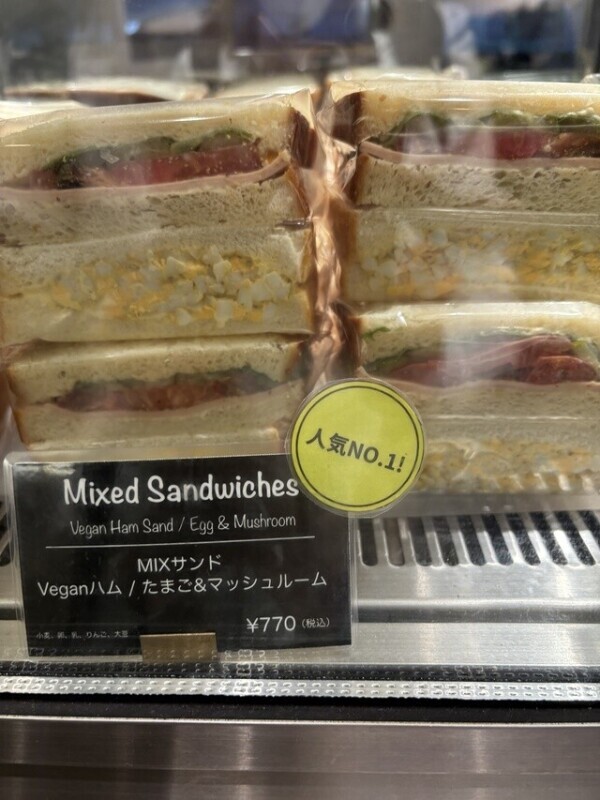 人気NO.1!
Mixed Sandwiches
Vegan Ham Sand / Egg & Mushroom
MIXサンド
Veganハム / たまご&マッシュルーム
¥770 (税込)
小麦、卵、乳、りんご、大豆